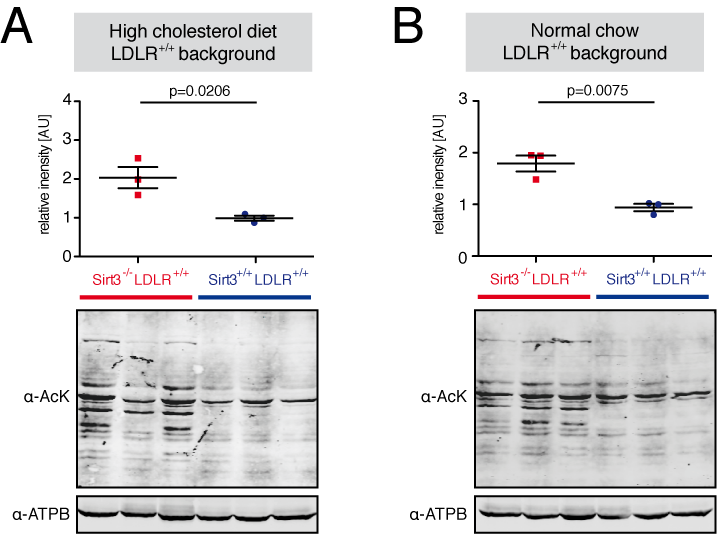 A
High cholesterol diet
LDLR+/+ background
p=0.0206
relative inensity [AU]
4
3
2
1
0
Sirt3-/-LDLR+/+
Sirt3+/+LDLR+/+
α-AcK
α-ATPB
B
Normal chow
LDLR+/+ background
p=0.0075
relative inensity [AU]
3
2
1
0
Sirt3-/-LDLR+/+
Sirt3+/+LDLR+/+
α-AcK
α-ATPB